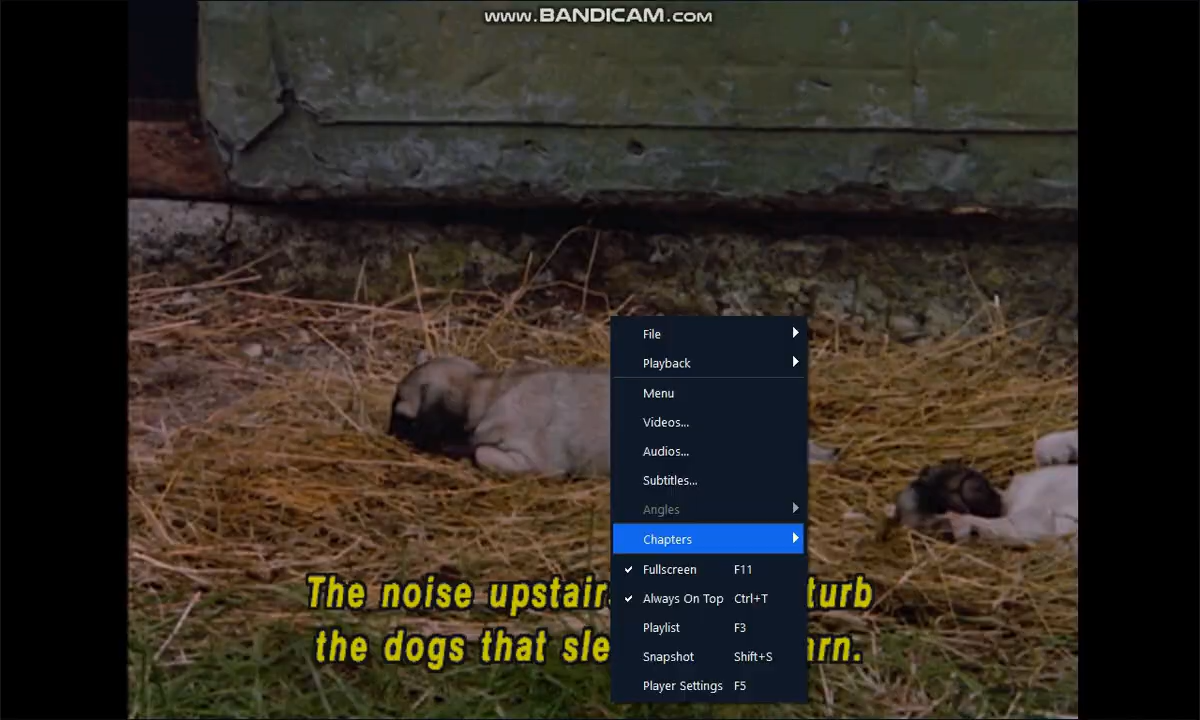 www.BANDICAM.com
File
Playback
Menu
Videos...
Audios...
Subtitles...
Angles
Chapters
Fullscreen F11
Always On Top Ctrl+T
Playlist F3
Snapshot Shift+S
Player Settings F5
The noise upstair turb
the dogs that sle arn.